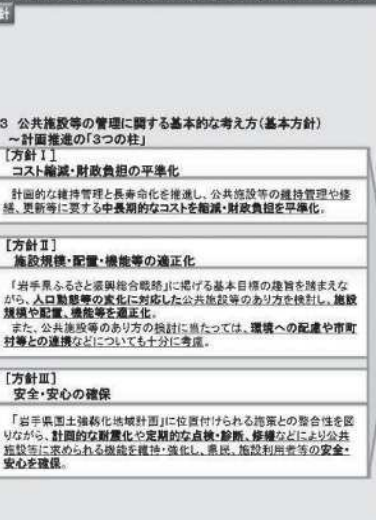 計
3 公共施設等の管理に関する基本的な考え方(基本方針)
~計画推進の「3つの柱」
[方針Ⅰ]
コスト縮減・財政負担の平準化
計画的な維持管理と長寿命化を推進し、公共施設等の維持管理や修
繕、更新等に要する中長期的なコストを縮減・財政負担を平準化。
[方針Ⅱ]
施設規模・配置・機能等の適正化
「岩手県ふるさと振興総合戦略」に掲げる基本目標の趣旨を踏まえな
がら、人口動態等の変化に対応した公共施設等のあり方を検討し、施設
規模や配置、機能等を適正化。
また、公共施設等のあり方の検討に当たっては、環境への配慮や市町
村等との連携などについても十分に考慮。
[方針Ⅲ]
安全・安心の確保
「岩手県国土強靱化地域計画」に位置付けられる施策との整合性を図
りながら、計画的な耐震化や定期的な点検・診断、修繕などにより公共
施設等に求められる機能を維持・強化し、県民、施設利用者等の安全・
安心を確保。